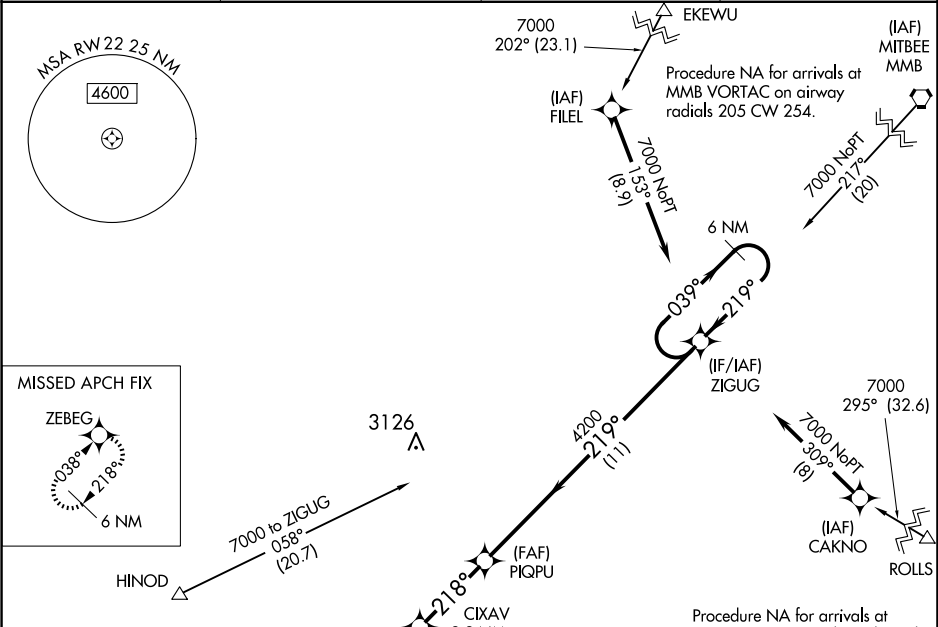 MSA RW 22 25 NM
4600
7000
202° (23.1)
EKEWU
(IAF)
MITBEE
MMB
Procedure NA for arrivals at
MMB VORTAC on airway
radials 205 CW 254.
(IAF)
FILEL
7000 NoPT
153°
(8.9)
7000 NoPT
217°
(20)
6 NM
039°
219°
(IF/IAF)
ZIGUG
MISSED APCH FIX
ZEBEG
038°
218°
6 NM
3126
4200
219°
(11)
7000
295° (32.6)
7000 NoPT
309°
(8)
(IAF)
CAKNO
ROLLS
7000 to ZIGUG
058°
(20.7)
HINOD
(FAF)
PIQPU
218°
CIXAV
Procedure NA for arrivals at